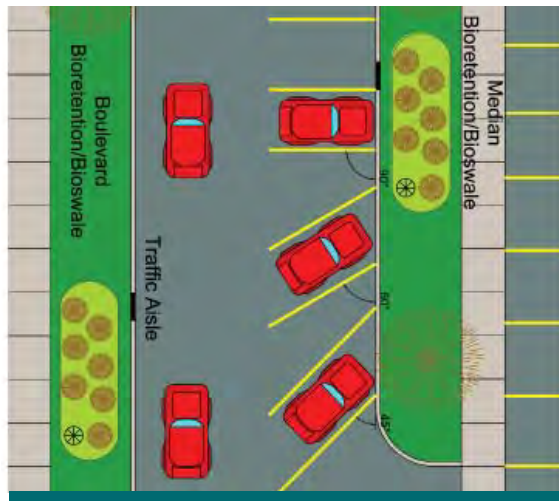 Boulevard
Bioretention/Bioswale
Traffic Aisle
Median
Bioretention/Bioswale
90°
60°
45°